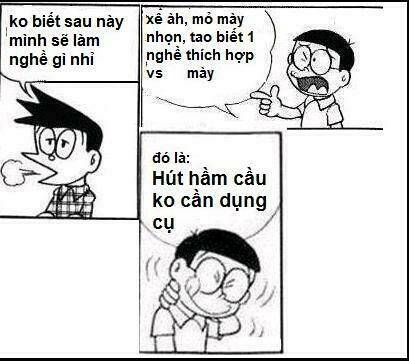 ko biết sau này
mình sẽ làm
nghề gì nhỉ
xể àh, mỏ mày
nhọn, tao biết 1
nghề thích hợp
vs mày
đó là:
Hút hầm cầu
ko cần dụng
cụ